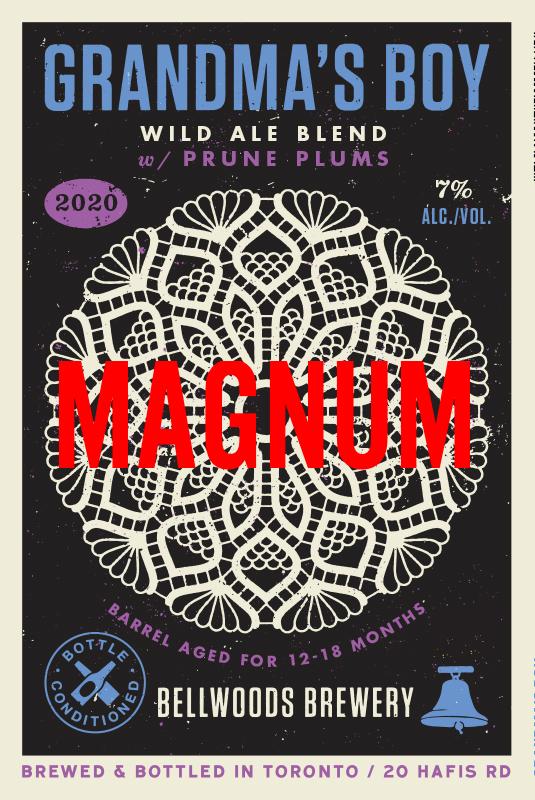 GRANDMA'S BOY
WILD ALE BLEND
w/ PRUNE PLUMS
2020
7%
ALC./VOL.
MAGNUM
BARREL AGED FOR 12-18 MONTHS
BOTTLE
CONDITIONED
BELLWOODS BREWERY
BREWED & BOTTLED IN TORONTO / 20 HAFIS RD